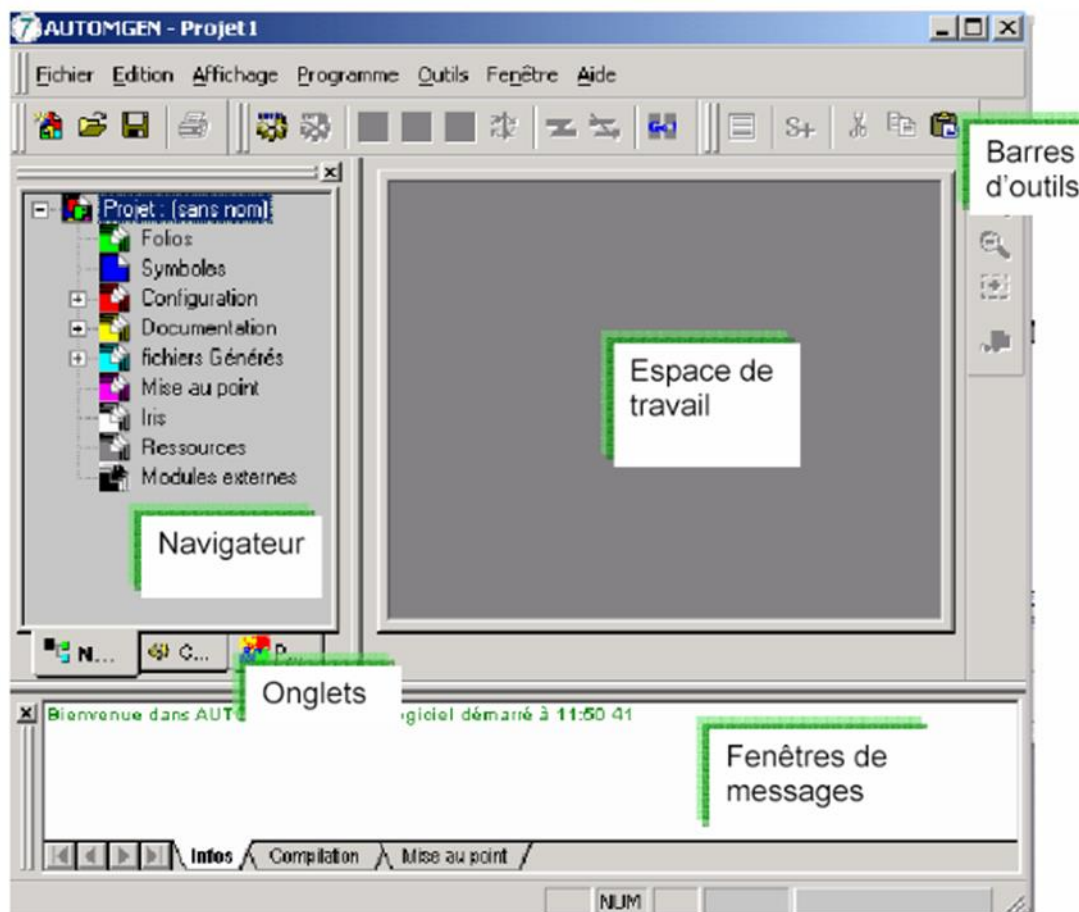 AUTOMGEN - Projet1
Fichier Edition Affichage Programme Outils Fenêtre Aide
S+
Barres
d'outils
Projet : (sans nom)
Folios
Symboles
Configuration
Documentation
fichiers Générés
Mise au point
Iris
Ressources
Modules externes
Espace de
travail
Navigateur
N... C... P...
Onglets
Bienvenue dans démarré à 11:50 41
Fenêtres de
messages
Infos Compilation Mise au point
NUM